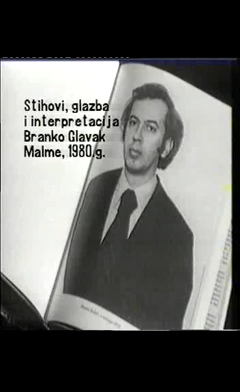 Stihovi, glazba
i interpretacija
Branko Glavak
Malme, 1980,g.